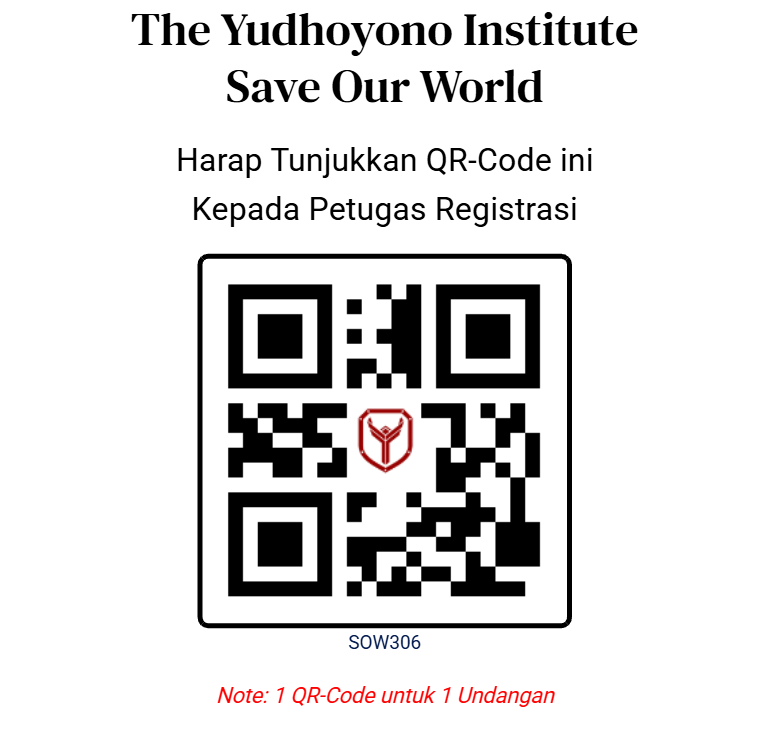 The Yudhoyono Institute
Save Our World
Harap Tunjukkan QR-Code ini
Kepada Petugas Registrasi
SOW306
Note: 1 QR-Code untuk 1 Undangan